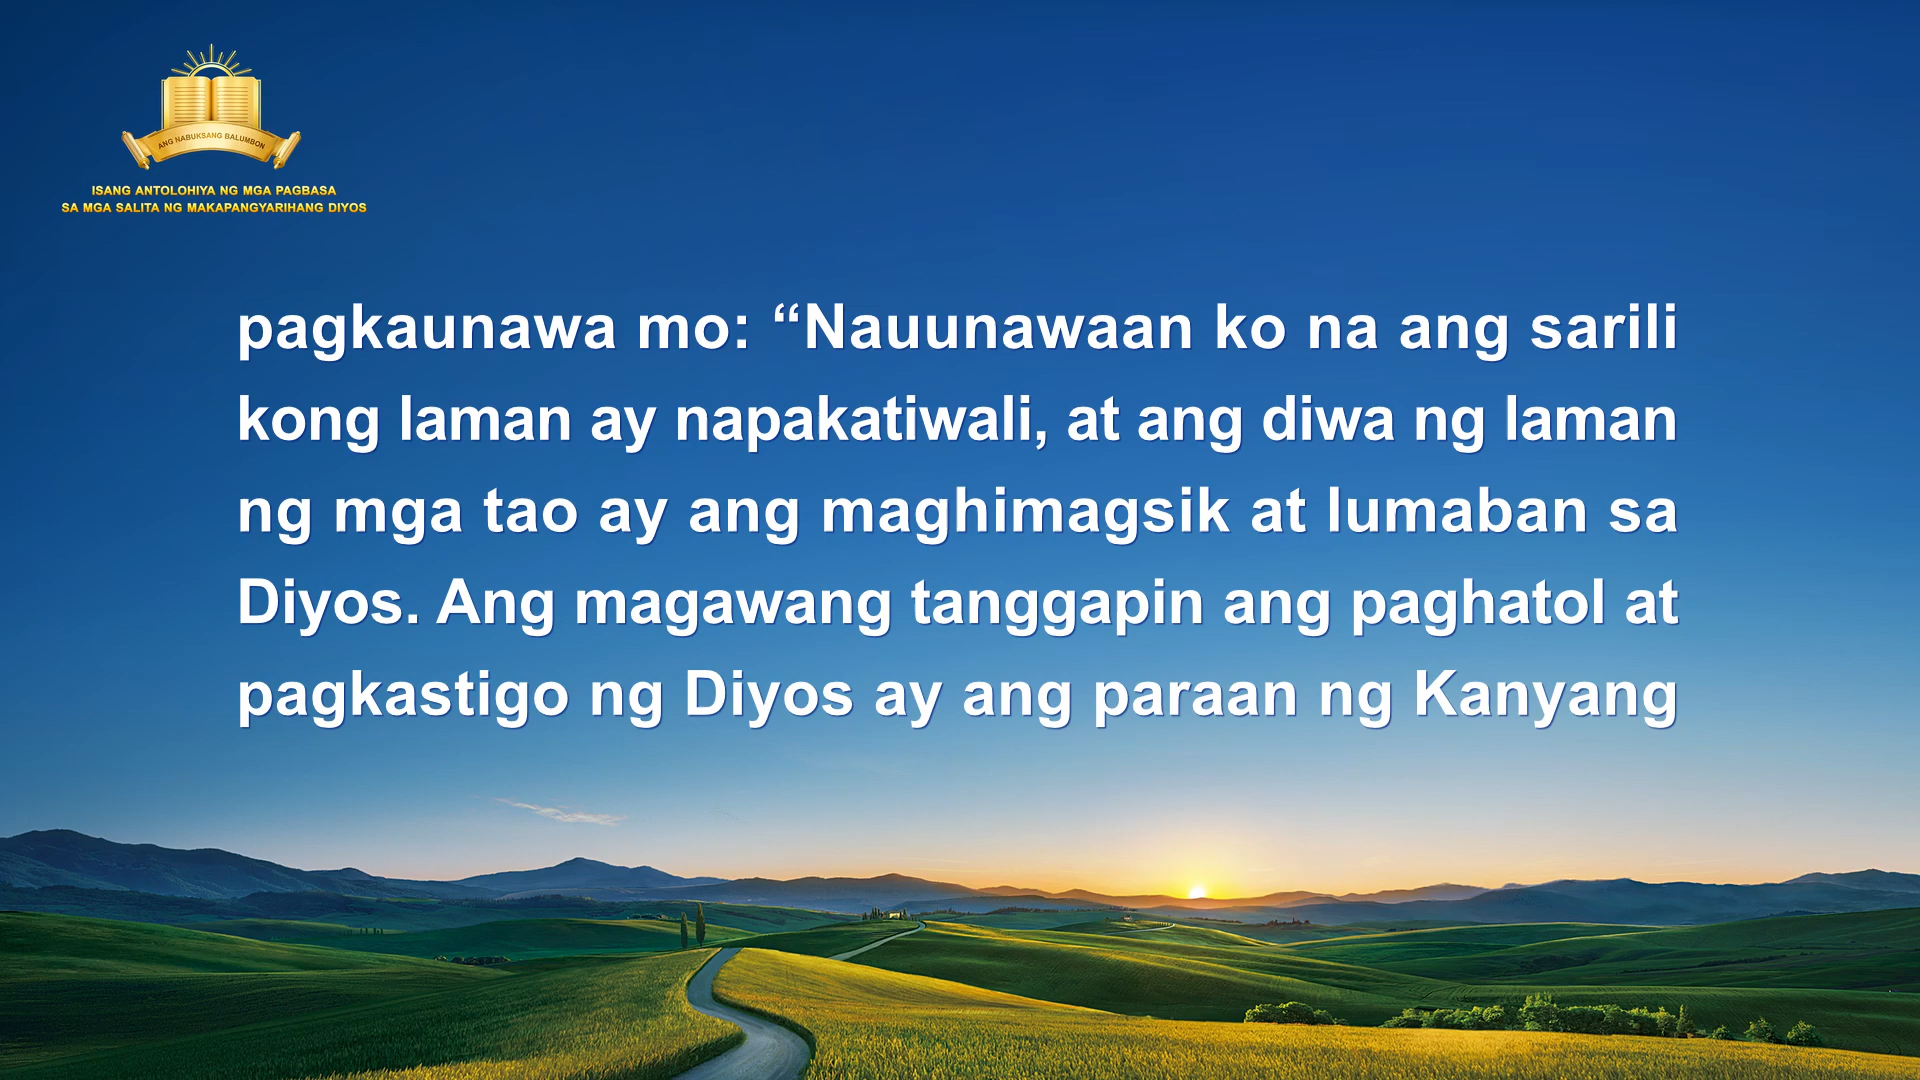 ANG NABUKSANG BALUMBON
ISANG ANTOLOHIYA NG MGA PAGBASA
SA MGA SALITA NG MAKAPANGYARIHANG DIYOS
pagkaunawa mo: “Nauunawaan ko na ang sarili
kong laman ay napakatiwali, at ang diwa ng laman
ng mga tao ay ang maghimagsik at lumaban sa
Diyos. Ang magawang tanggapin ang paghatol at
pagkastigo ng Diyos ay ang paraan ng Kanyang